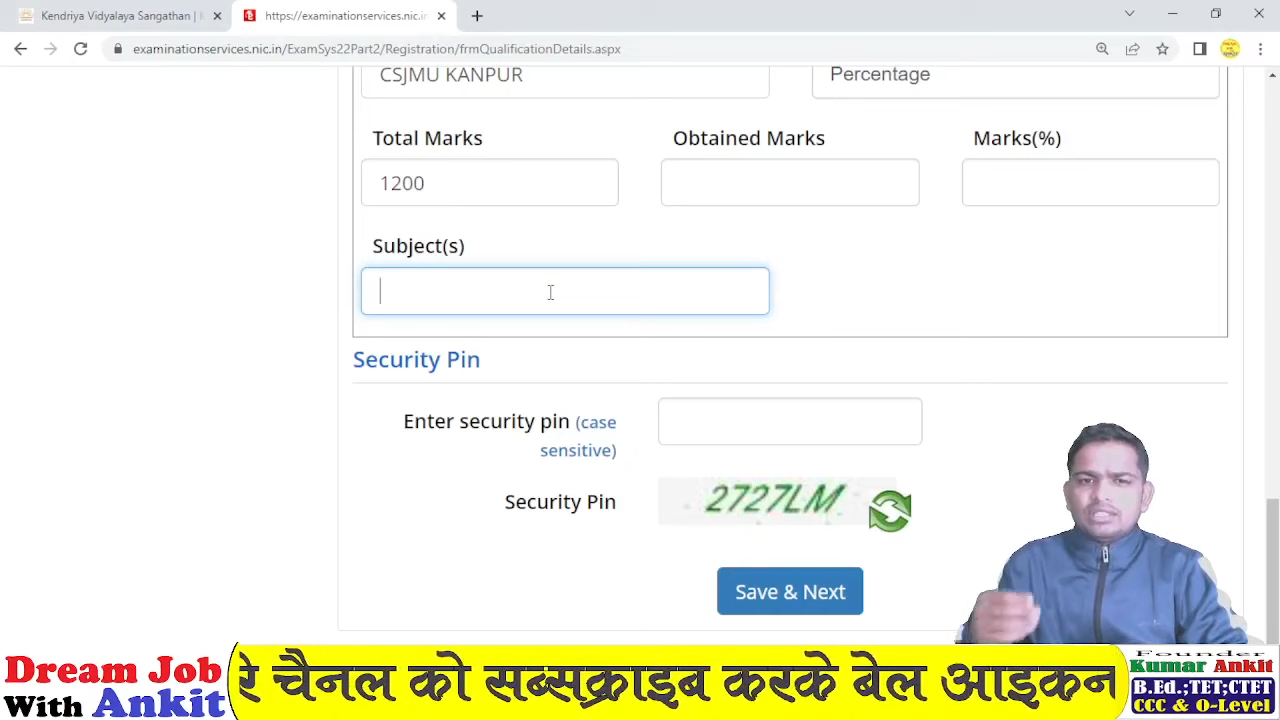 Kendriya Vidyalaya Sangathan |
https://examinationservices.nic.in
examinationservices.nic.in/ExamSys22Part2/Registration/frmQualificationDetails.aspx
CSJMU KANPUR
Percentage
Total Marks
Obtained Marks
Marks(%)
1200
Subject(s)
Security Pin
Enter security pin (case
sensitive)
Security Pin
2727LM
Save & Next
Dream Job
With Ankit
रे चैनल को सब्सक्राइब करके बेल आइकन
Founder
Kumar Ankit
B.Ed.;TET;CTET
CCC & O-Level